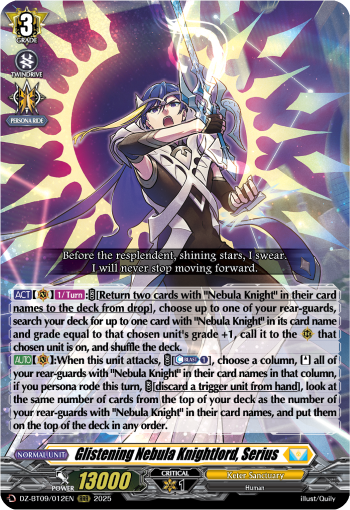 3
GRADE
TWINDRIVE
PERSONA RIDE
Before the resplendent, shining stars, I swear.
I will never stop moving forward.
ACT 1/Turn :[Return two cards with "Nebula Knight" in their card
names to the deck from drop], choose up to one of your rear-guards,
search your deck for up to one card with "Nebula Knight" in its card name
and grade equal to that chosen unit's grade +1, call it to the that
chosen unit is on, and shuffle the deck.
AUTO :When this unit attacks, [ BLAST 1], choose a column, all of
your rear-guards with "Nebula Knight" in their card names in that column,
if you persona rode this turn, [discard a trigger unit from hand], look at
the same number of cards from the top of your deck as the number of
your rear-guards with "Nebula Knight" in their card names, and put them
on the top of the deck in any order.
NORMAL UNIT
Glistening Nebula Knightlord, Serius
POWER 13000
CRITICAL
1
Keter Sanctuary
Human
DZ-BT09/012EN RRR 2025
illust/Quily